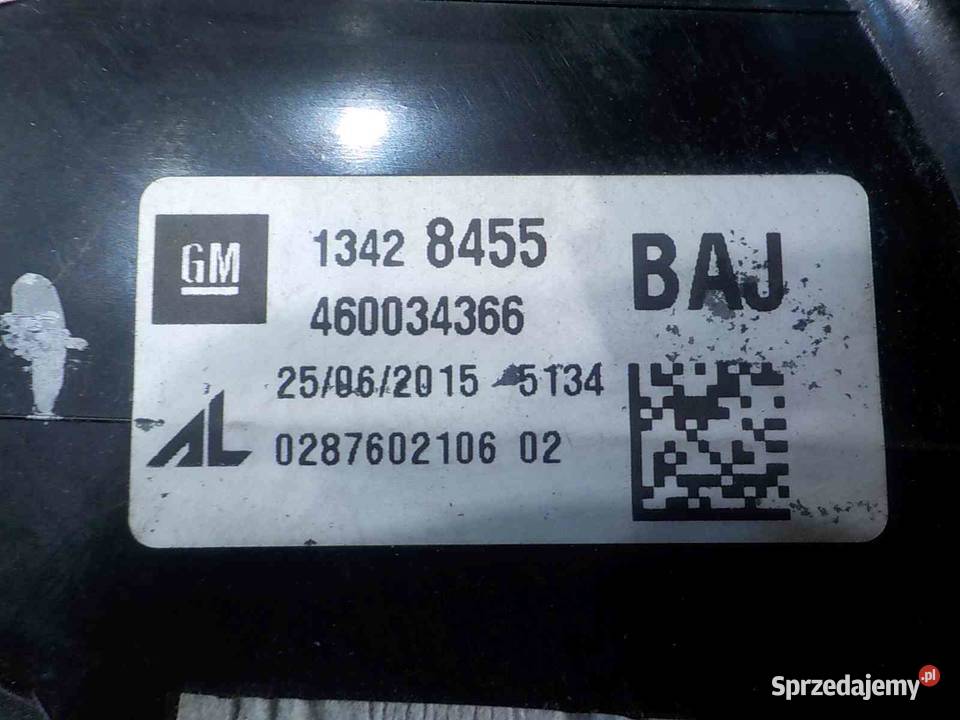 GM
1342 8455
BAJ
460034366
25/06/2015 5134
AL
0287602106 02
Sprzedajemy.pl